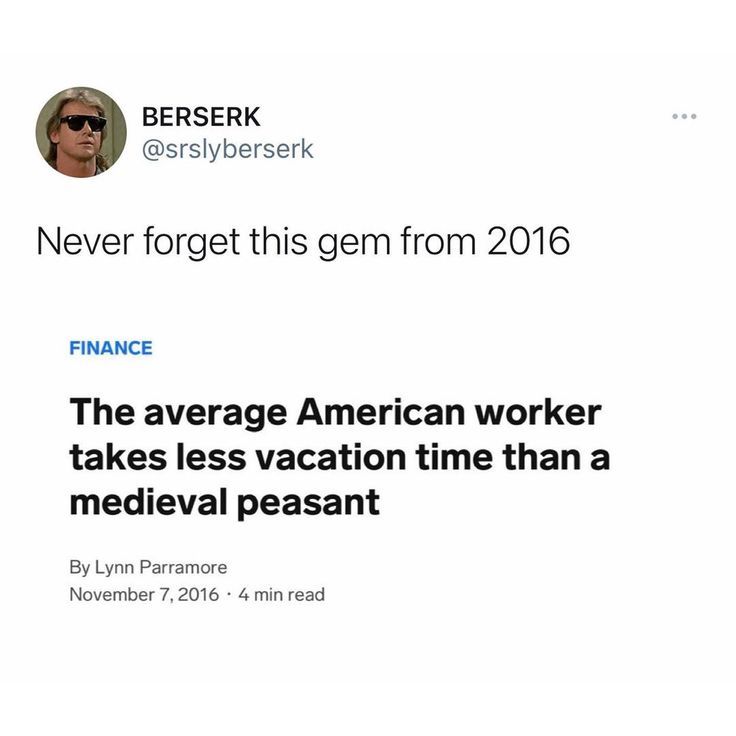 BERSERK
@srslyberserk
Never forget this gem from 2016
FINANCE
The average American worker
takes less vacation time than a
medieval peasant
By Lynn Parramore
November 7, 2016 · 4 min read